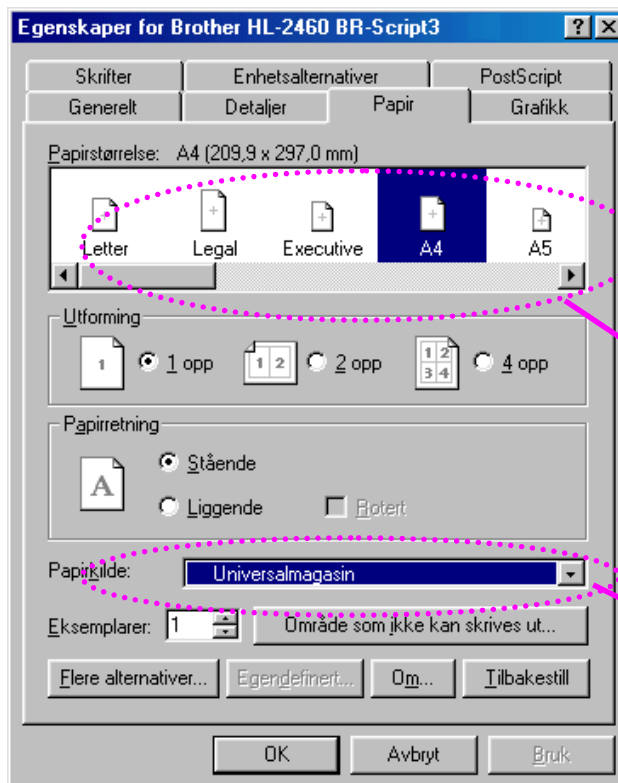 Egenskaper for Brother HL-2460 BR-Script3
Skrifter Enhetsalternativer PostScript
Generelt Detaljer Papir Grafikk
Papirstørrelse: A4 (209,9 x 297,0 mm)
Letter Legal Executive A4 A5
Utforming
1 1 opp 1 2 2 opp 1 2 3 4 4 opp
Papirretning
A Stående
Liggende Rotert
Papirkilde: Universalmagasin
Eksemplarer: 1 Område som ikke kan skrives ut...
Flere alternativer... Egendefinert... Om... Tilbakestill
OK Avbryt Bruk